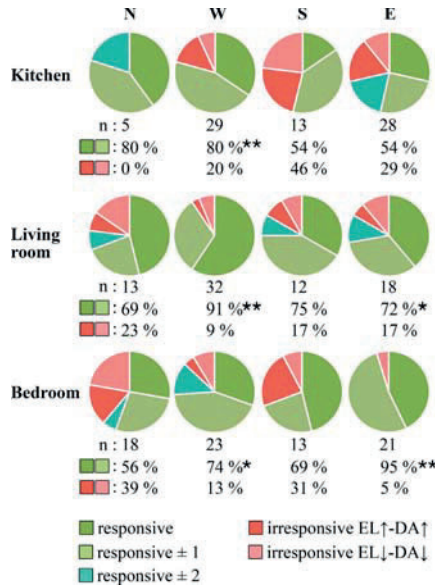 N W S E
Kitchen
n : 5 29 13 28
: 80 % 80 %** 54 % 54 %
: 0 % 20 % 46 % 29 %
Living
room
n : 13 32 12 18
: 69 % 91 %** 75 % 72 %*
: 23 % 9 % 17 % 17 %
Bedroom
n : 18 23 13 21
: 56 % 74 %* 69 % 95 %**
: 39 % 13 % 31 % 5 %
responsive irresponsive EL↑-DA↑
responsive ± 1 irresponsive EL↓-DA↓
responsive ± 2